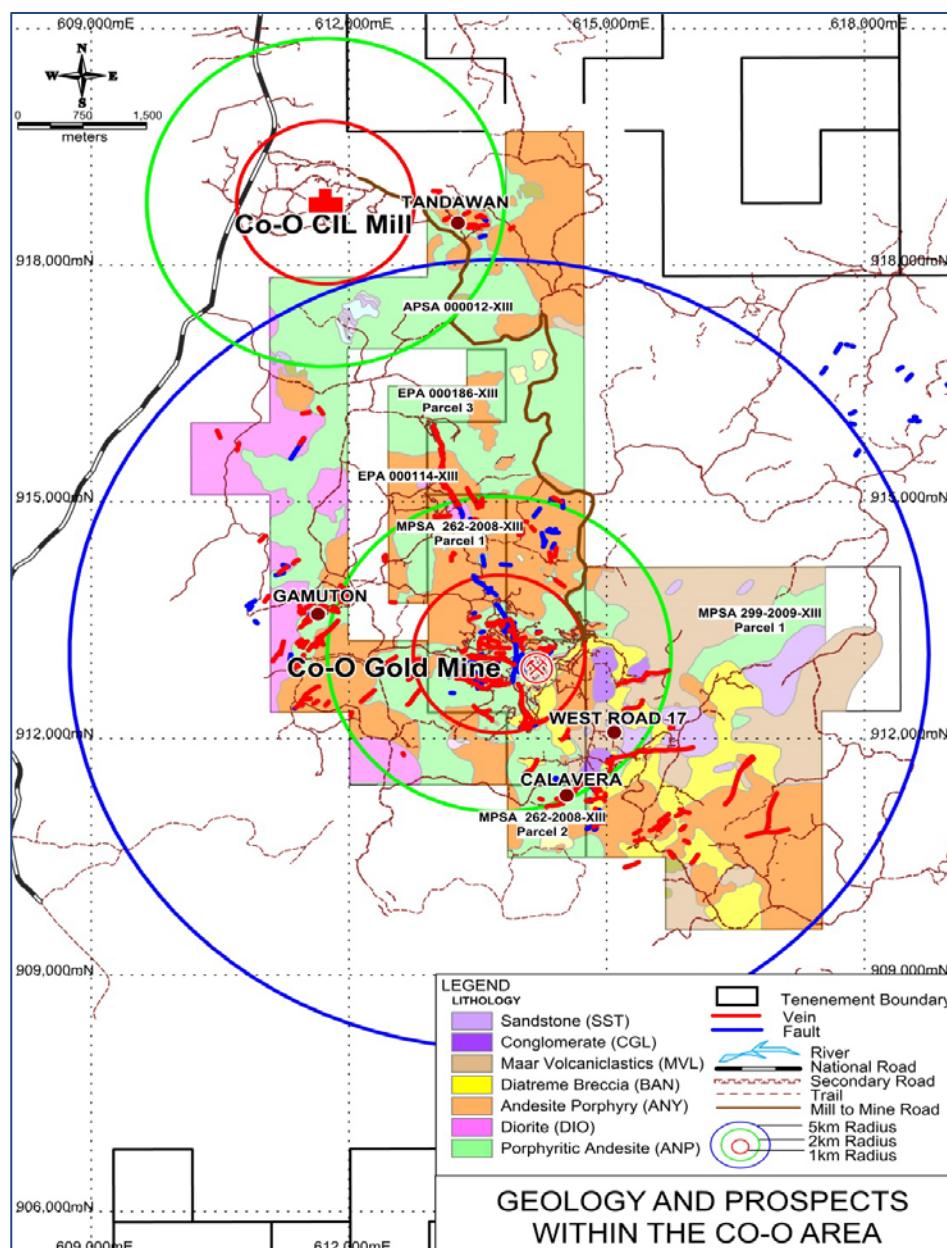 609,000mE
612,000mE
615,000mE
618,000mE
N
W E
S
0 750 1,500
meters
TANDAWAN
Co-O CIL Mill
918,000mN
918,000mN
APSA 000012-XIII
EPA 000186-XIII
Parcel 3
EPA 000114-XIII
915,000mN
915,000mN
MPSA 262-2008-XIII
Parcel 1
GAMUTON
MPSA 299-2009-XIII
Parcel 1
Co-O Gold Mine
WEST ROAD 17
912,000mN
912,000mN
CALAVERA
MPSA 262-2008-XIII
Parcel 2
909,000mN
909,000mN
LEGEND
LITHOLOGY
Sandstone (SST)
Conglomerate (CGL)
Maar Volcaniclastics (MVL)
Diatreme Breccia (BAN)
Andesite Porphyry (ANY)
Diorite (DIO)
Porphyritic Andesite (ANP)
Tenenement Boundary
Vein
Fault
River
National Road
Secondary Road
Trail
Mill to Mine Road
5km Radius
2km Radius
1km Radius
906,000mN
GEOLOGY AND PROSPECTS
WITHIN THE CO-O AREA
609,000mE
612,000mE